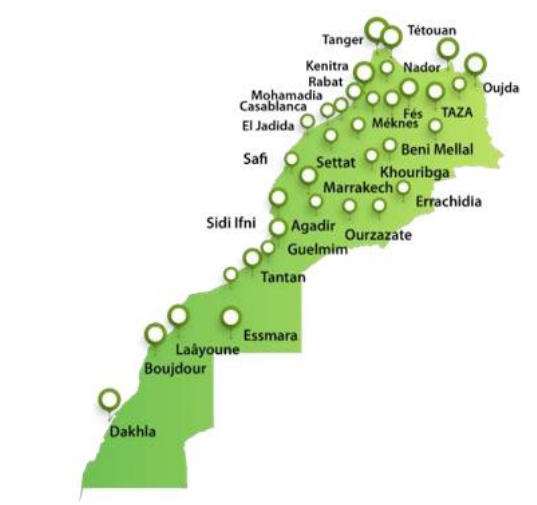 Tétouan
Tanger
Kenitra
Nador
Rabat
Oujda
Mohamadia
Casablanca
Fés
TAZA
El Jadida
Méknes
Beni Mellal
Safi
Settat
Khouribga
Marrakech
Errachidia
Sidi Ifni
Agadir
Ourzazate
Guelmim
Tantan
Essmara
Laâyoune
Boujdour
Dakhla